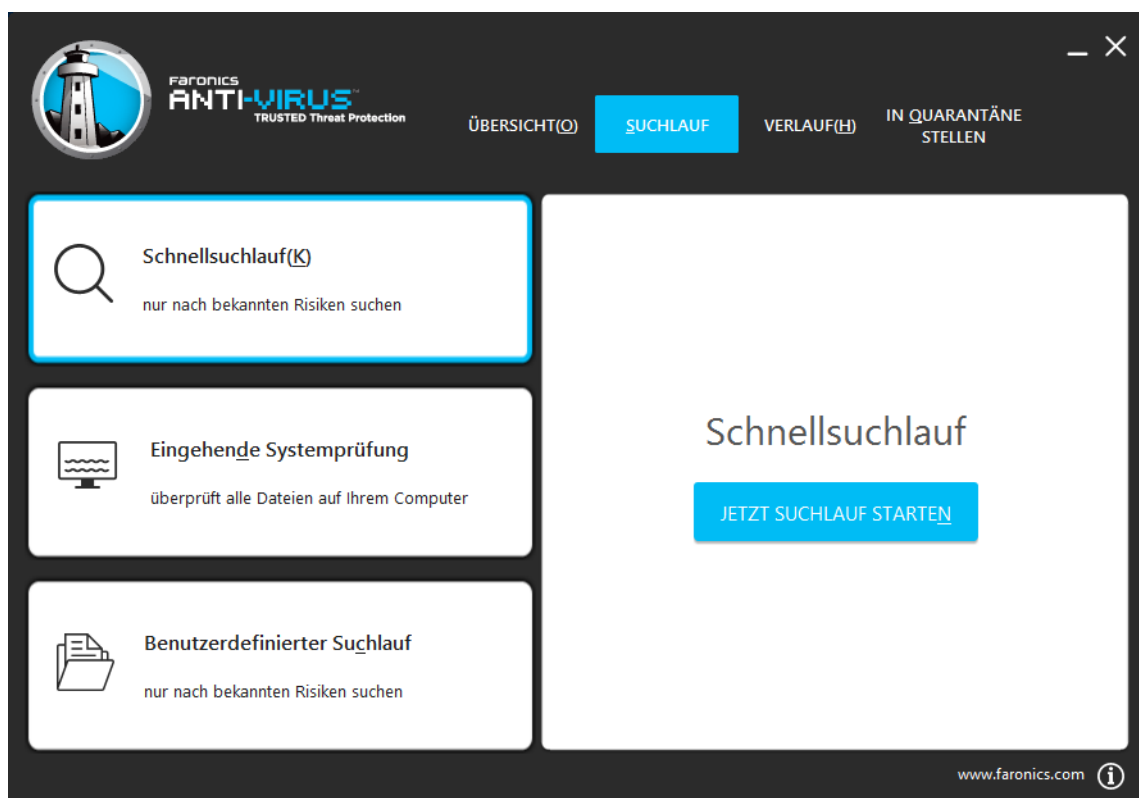 Faronics
ANTI-VIRUS™
TRUSTED Threat Protection
ÜBERSICHT(O)
SUCHLAUF
VERLAUF(H)
IN QUARANTÄNE
STELLEN
Schnellsuchlauf(K)
nur nach bekannten Risiken suchen
Eingehende Systemprüfung
überprüft alle Dateien auf Ihrem Computer
Benutzerdefinierter Suchlauf
nur nach bekannten Risiken suchen
Schnellsuchlauf
JETZT SUCHLAUF STARTEN
www.faronics.com